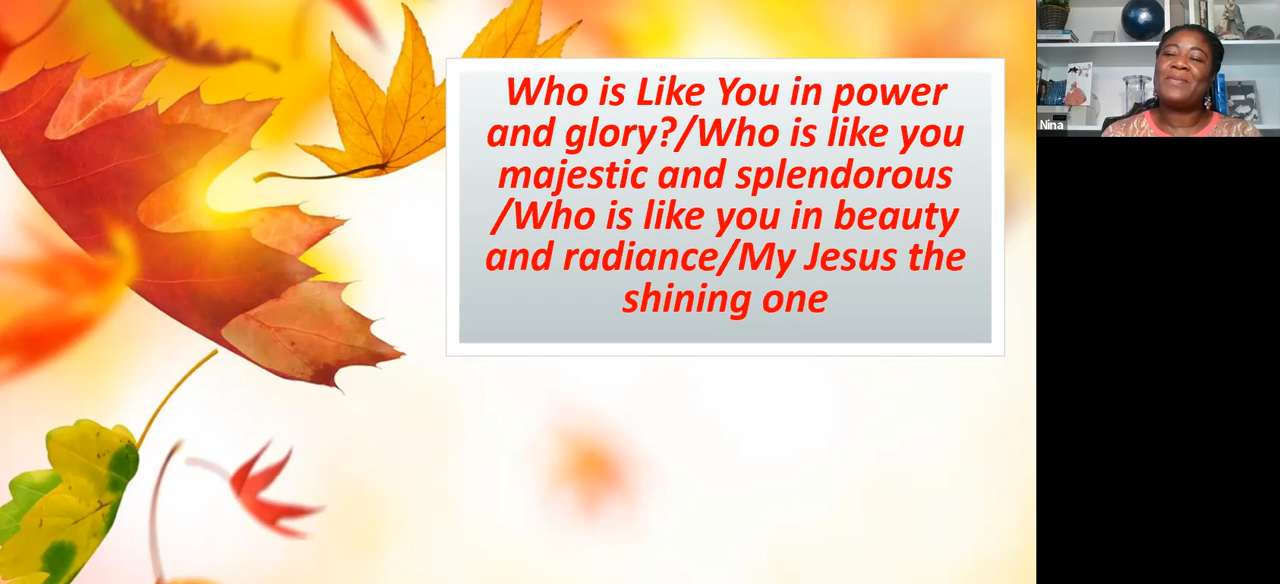 Who is Like You in power
and glory?/Who is like you
majestic and splendorous
/Who is like you in beauty
and radiance/My Jesus the
shining one
Nina